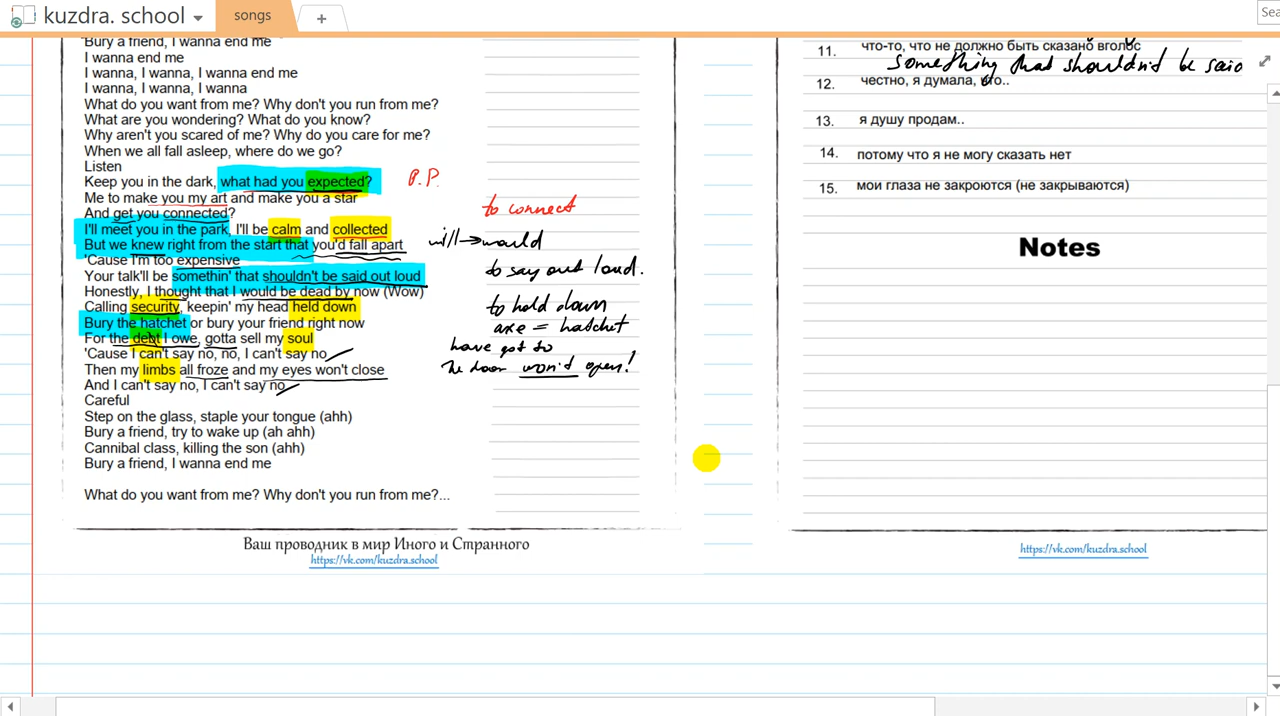 kuzdra. school
songs
+
Sea
'Bury a friend, I wanna end me
I wanna end me
I wanna, I wanna, I wanna end me
I wanna, I wanna, I wanna
What do you want from me? Why don't you run from me?
What are you wondering? What do you know?
Why aren't you scared of me? Why do you care for me?
When we all fall asleep, where do we go?
Listen
Keep you in the dark, what had you expected? P.P.
Me to make you my art and make you a star
And get you connected? to connect
I'll meet you in the park, I'll be calm and collected
But we knew right from the start that you'd fall apart will→would
'Cause I'm too expensive
Your talk'll be somethin' that shouldn't be said out loud to say out loud.
Honestly, I thought that I would be dead by now (Wow)
Calling security, keepin' my head held down to hold down
Bury the hatchet or bury your friend right now axe = hatchet
For the debt I owe, gotta sell my soul have got to
'Cause I can't say no, no, I can't say no
Then my limbs all froze and my eyes won't close The door won't open!
And I can't say no, I can't say no
Careful
Step on the glass, staple your tongue (ahh)
Bury a friend, try to wake up (ah ahh)
Cannibal class, killing the son (ahh)
Bury a friend, I wanna end me
What do you want from me? Why don't you run from me?...
Ваш проводник в мир Иного и Странного
https://vk.com/kuzdra.school
11. что-то, что не должно быть сказано вголос
something that shouldn't be said
12. честно, я думала, что..
13. я душу продам..
14. потому что я не могу сказать нет
15. мои глаза не закроются (не закрываются)
Notes
https://vk.com/kuzdra.school